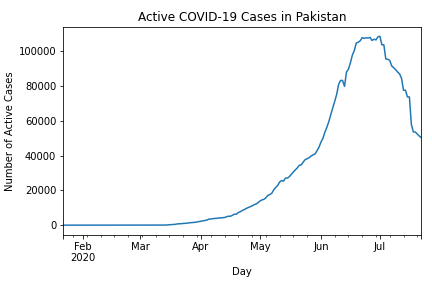 Active COVID-19 Cases in Pakistan
100000
80000
60000
40000
20000
0
Number of Active Cases
Feb Mar Apr May Jun Jul
2020
Day